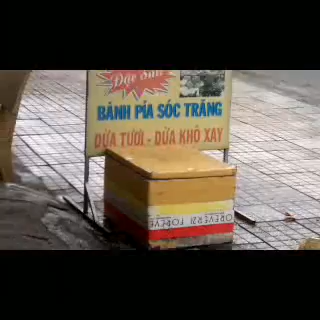 Đặc Sản
BÁNH PÍA SÓC TRĂNG
DỪA TƯƠI - DỪA KHÔ XAY